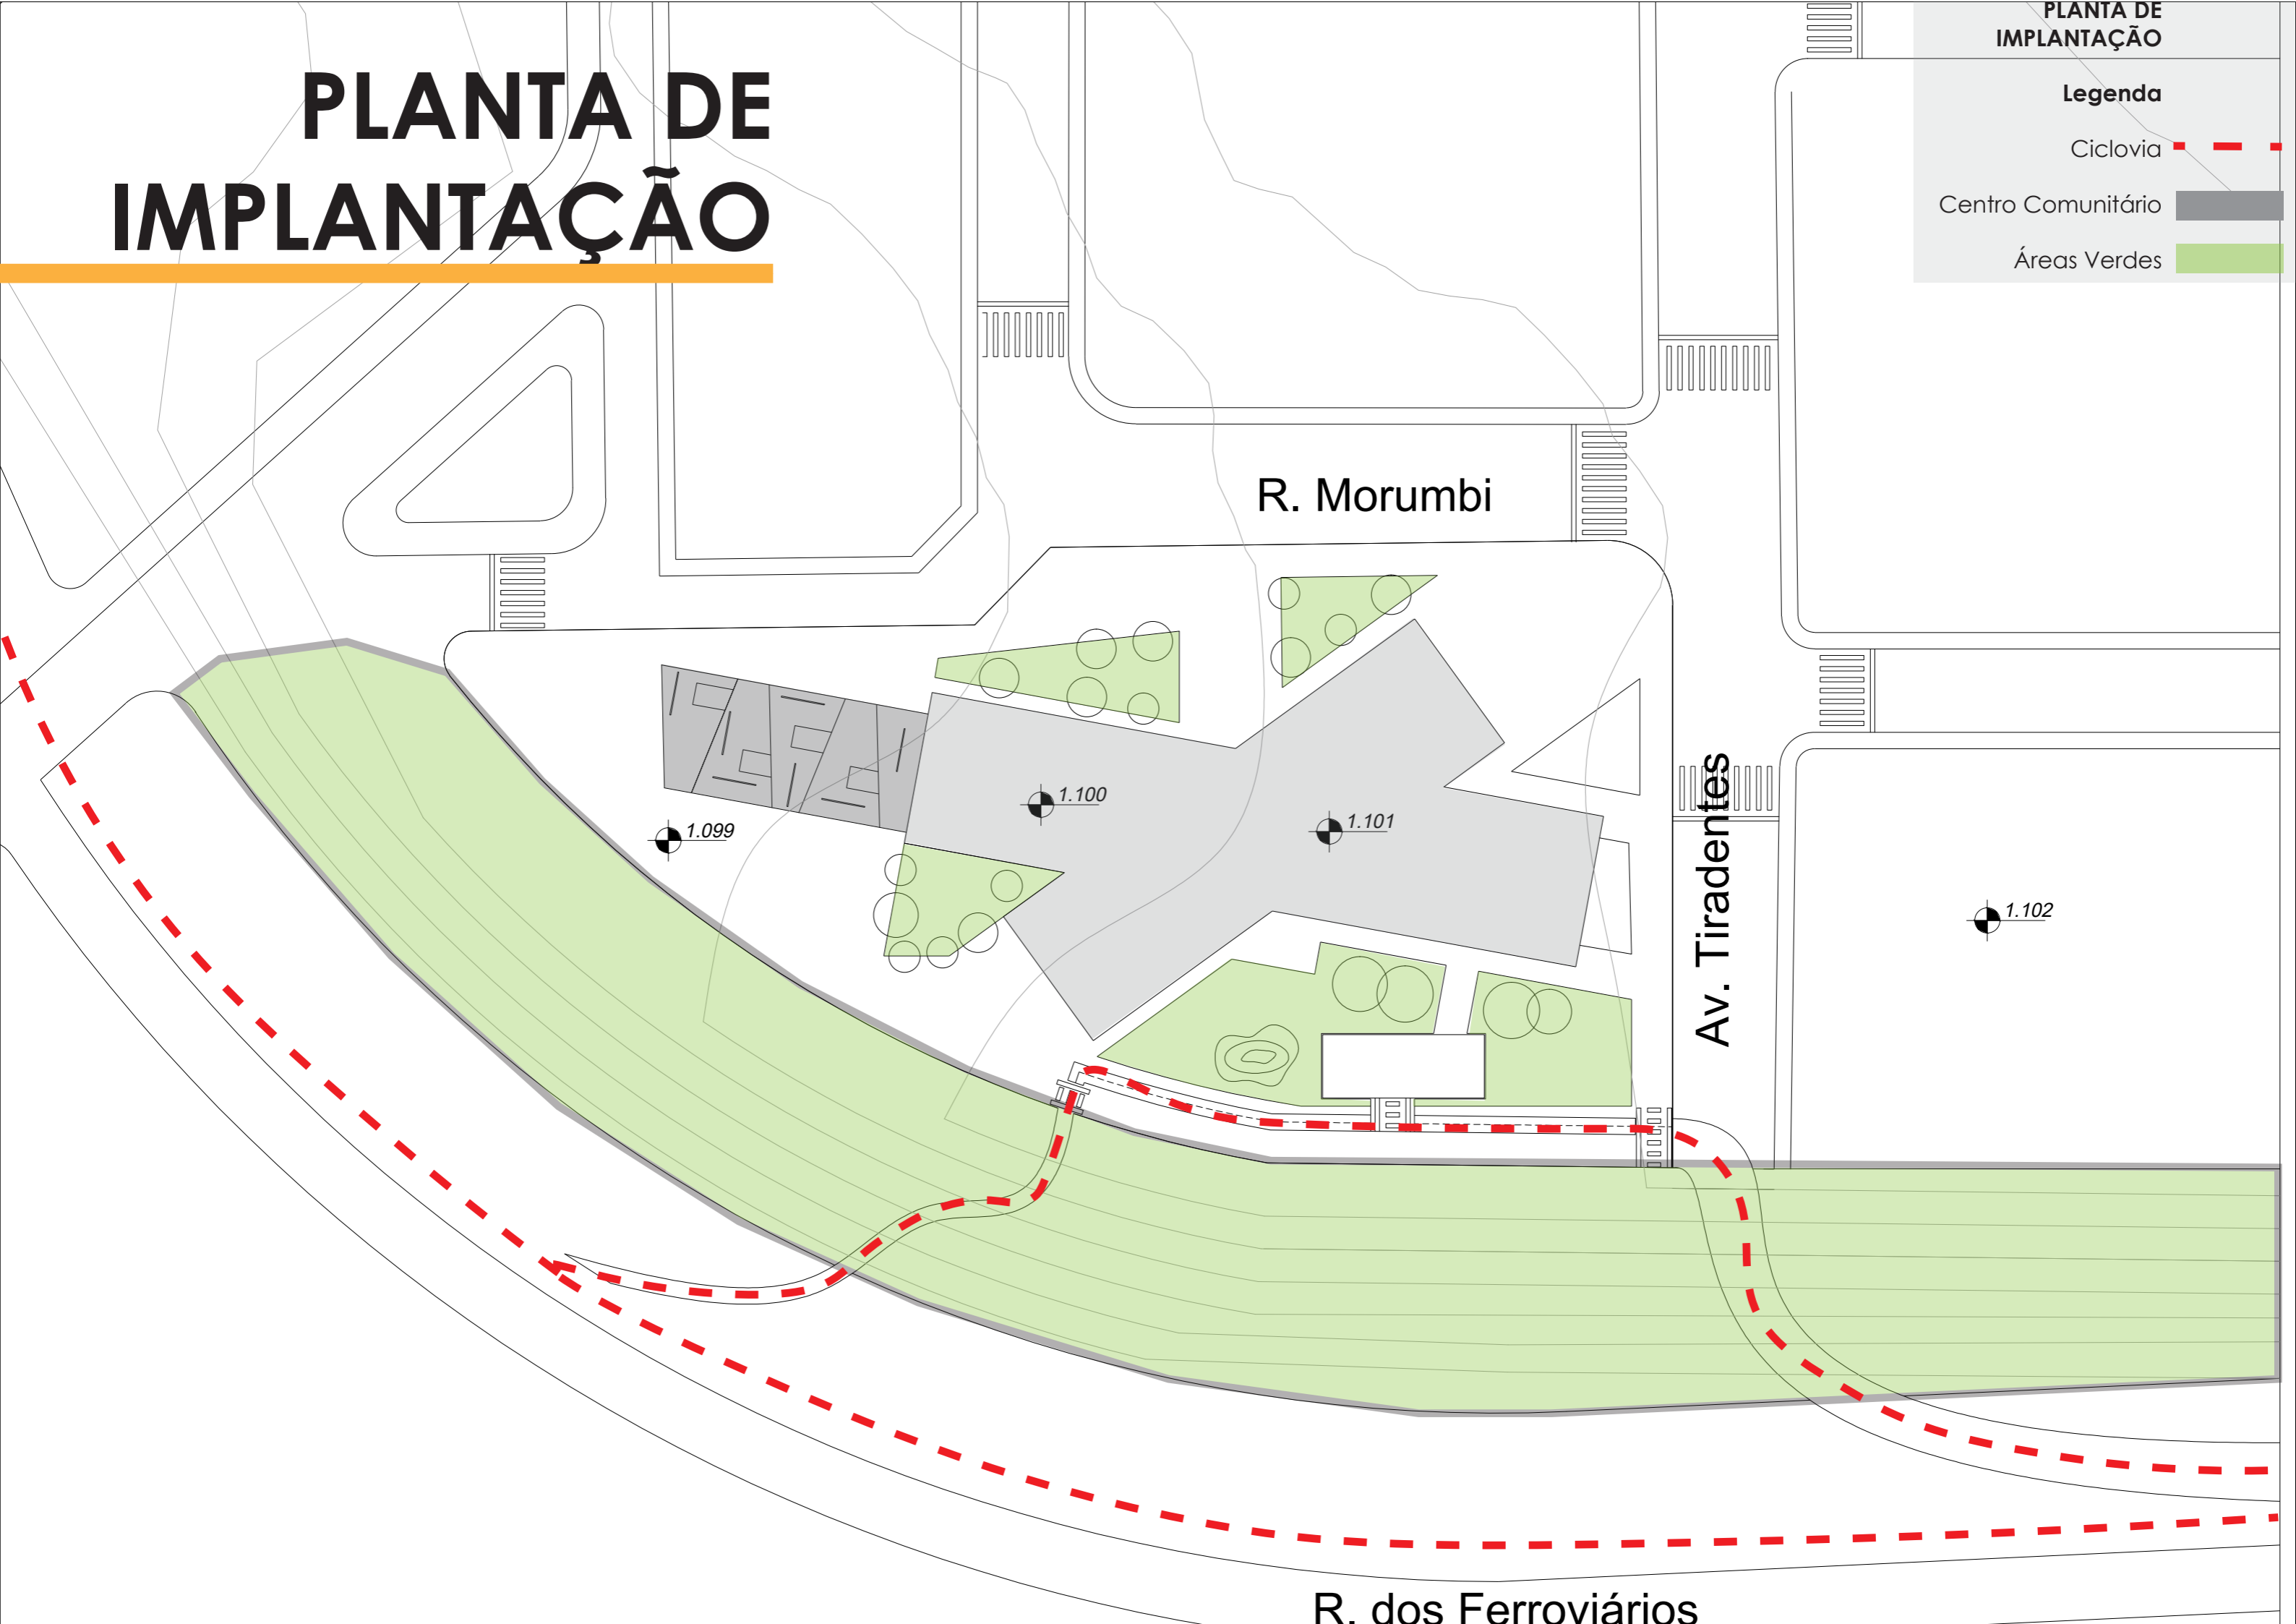 PLANTA DE
IMPLANTAÇÃO
PLANTA DE
IMPLANTAÇÃO
Legenda
Ciclovia
Centro Comunitário
Áreas Verdes
R. Morumbi
1.100
1.101
1.099
Av. Tiradentes
1.102
R. dos Ferroviários